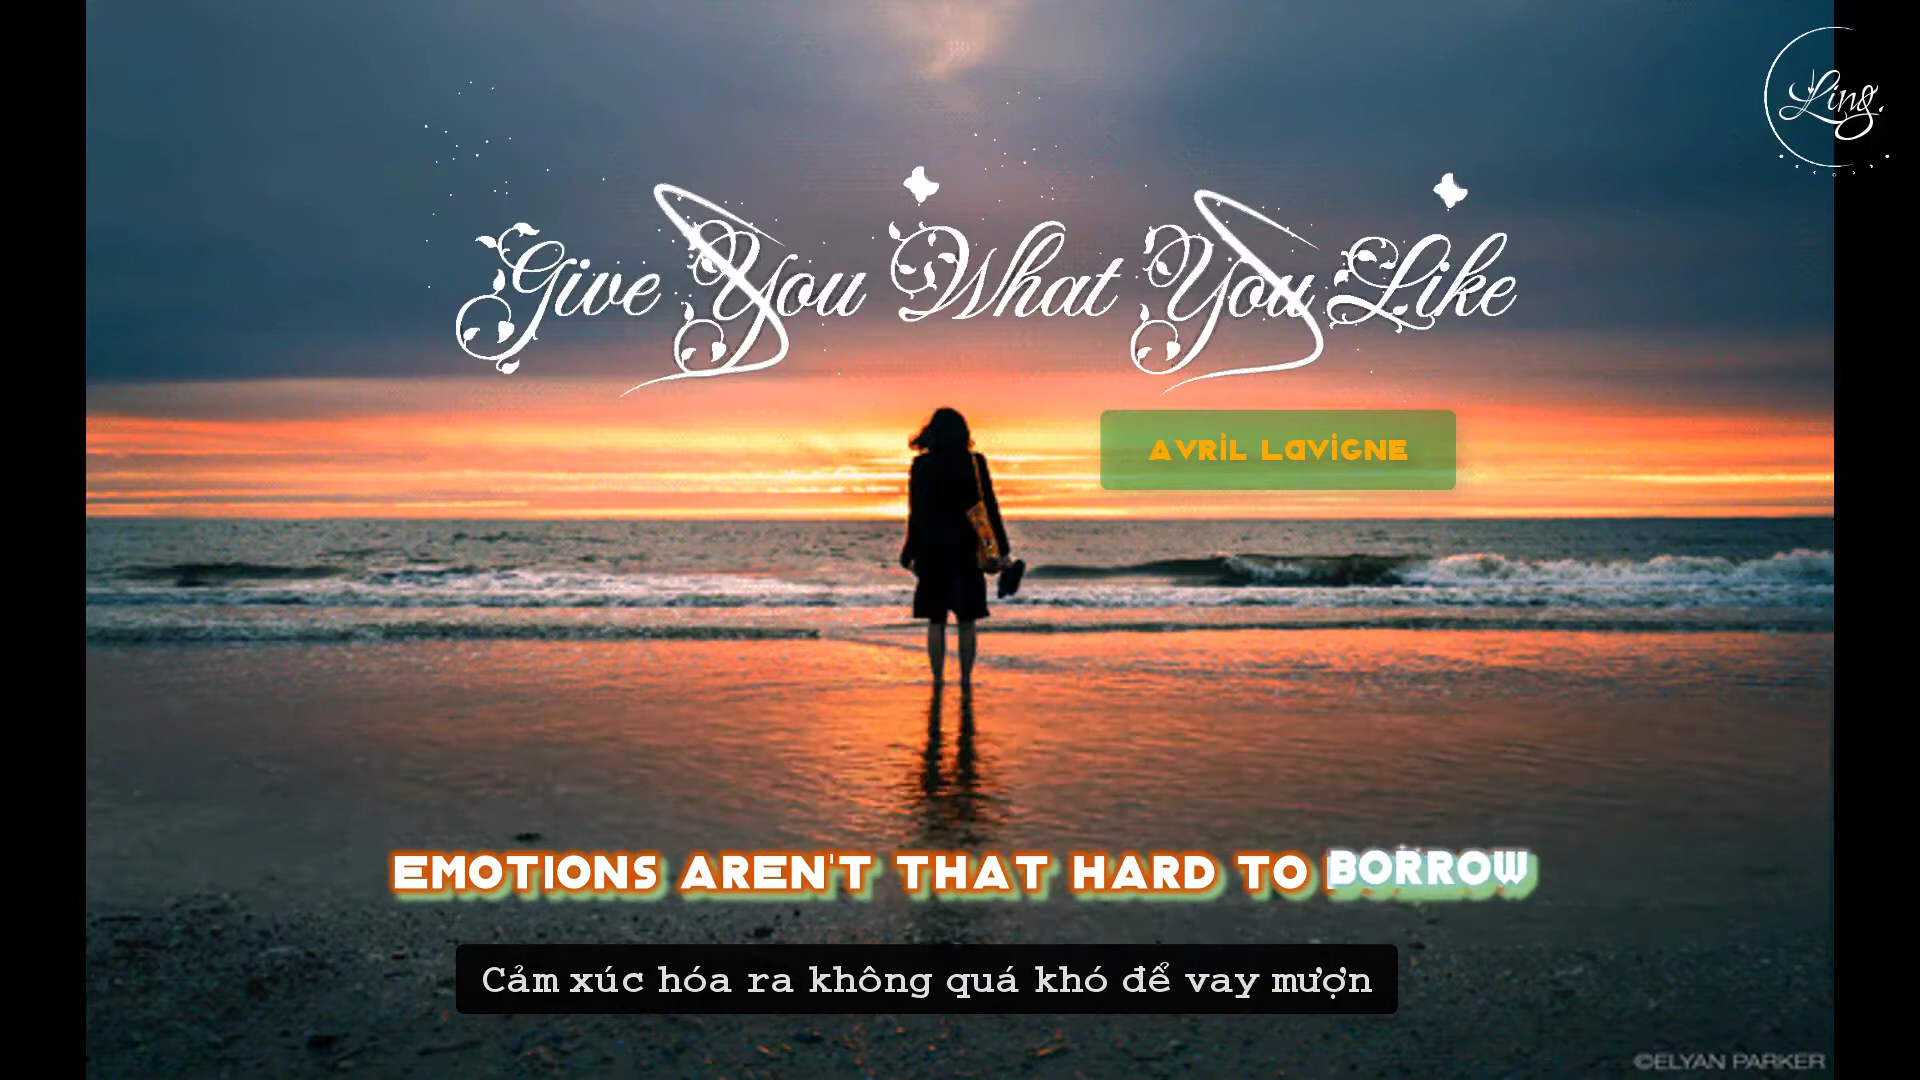 Ling
Give You What You Like
AVRIL LAVIGNE
EMOTIONS AREN'T THAT HARD TO BORROW
Cảm xúc hóa ra không quá khó để vay mượn
©ELYAN PARKER